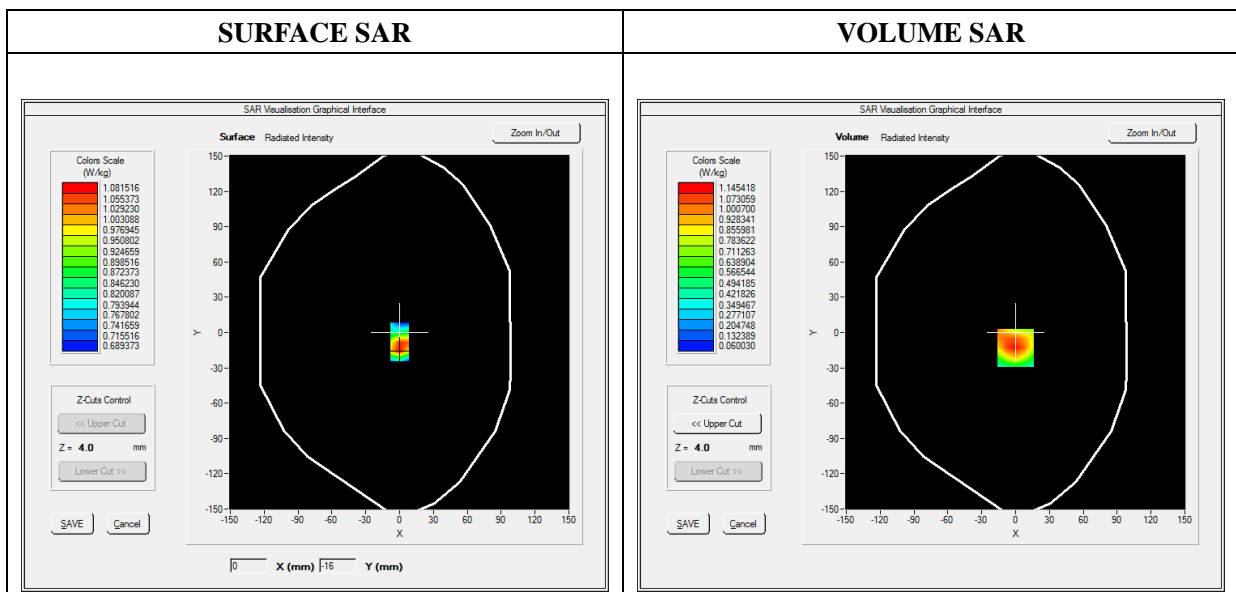 SURFACE SAR
VOLUME SAR
SAR Visualisation Graphical Interface
Surface Radiated Intensity
Zoom In/Out
Colors Scale
(W/kg)
1.081516
1.055373
1.029230
1.003088
0.976945
0.950802
0.924659
0.898516
0.872373
0.846230
0.820087
0.793944
0.767802
0.741659
0.715516
0.689373
Z-Cuts Control
<< Upper Cut
Z = 4.0 mm
Lower Cut >>
SAVE Cancel
Y
150
120
90
60
30
0
-30
-60
-90
-120
-150
-150 -120 -90 -60 -30 0 30 60 90 120 150
X
0 X (mm) -16 Y (mm)
SAR Visualisation Graphical Interface
Volume Radiated Intensity
Zoom In/Out
Colors Scale
(W/kg)
1.145418
1.073059
1.000700
0.928341
0.855981
0.783622
0.711263
0.638904
0.566544
0.494185
0.421826
0.349467
0.277107
0.204748
0.132389
0.060030
Z-Cuts Control
<< Upper Cut
Z = 4.0 mm
Lower Cut >>
SAVE Cancel
Y
150
120
90
60
30
0
-30
-60
-90
-120
-150
-150 -120 -90 -60 -30 0 30 60 90 120 150
X